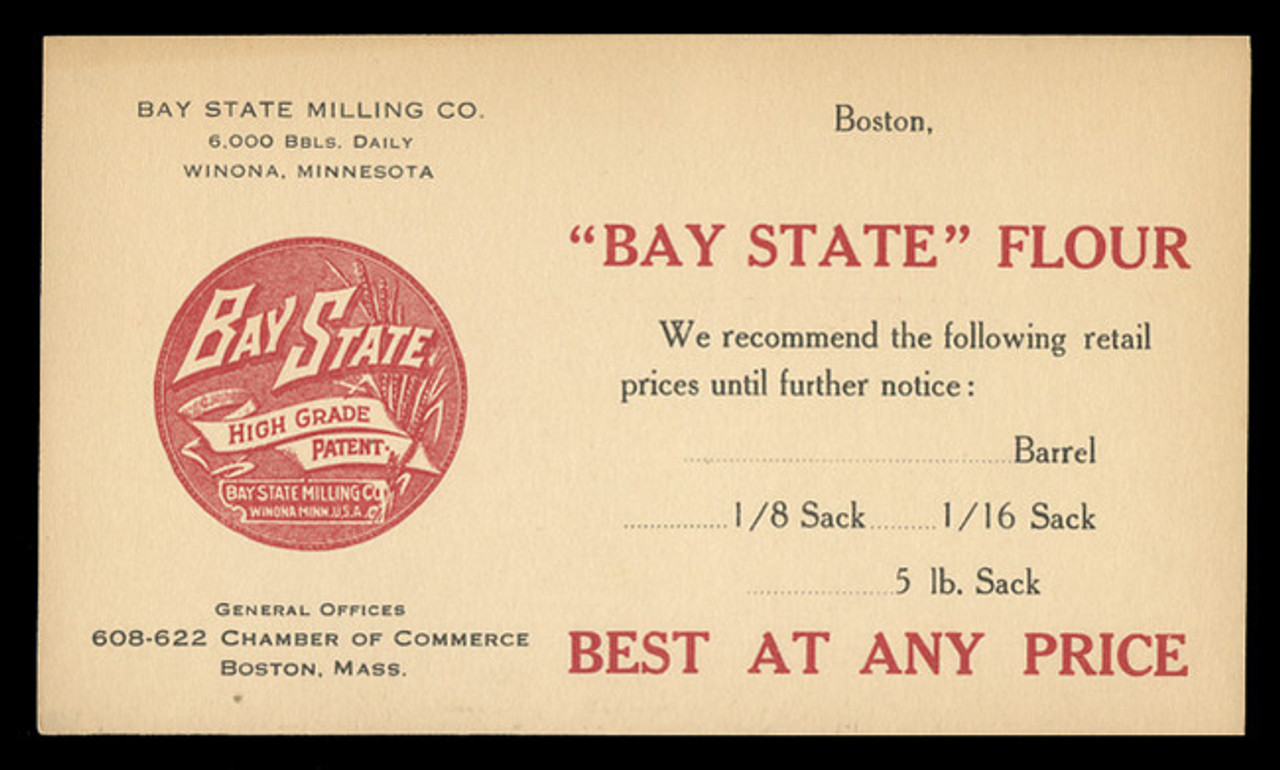 BAY STATE MILLING CO.
6,000 BBLS. DAILY
WINONA, MINNESOTA
BAY STATE
HIGH GRADE
PATENT.
BAY STATE MILLING CO
WINONA MINN. U.S.A.
GENERAL OFFICES
608-622 CHAMBER OF COMMERCE
BOSTON, MASS.
Boston,
“BAY STATE” FLOUR
We recommend the following retail
prices until further notice:
....................Barrel
..........1/8 Sack........1/16 Sack
..............5 lb. Sack
BEST AT ANY PRICE